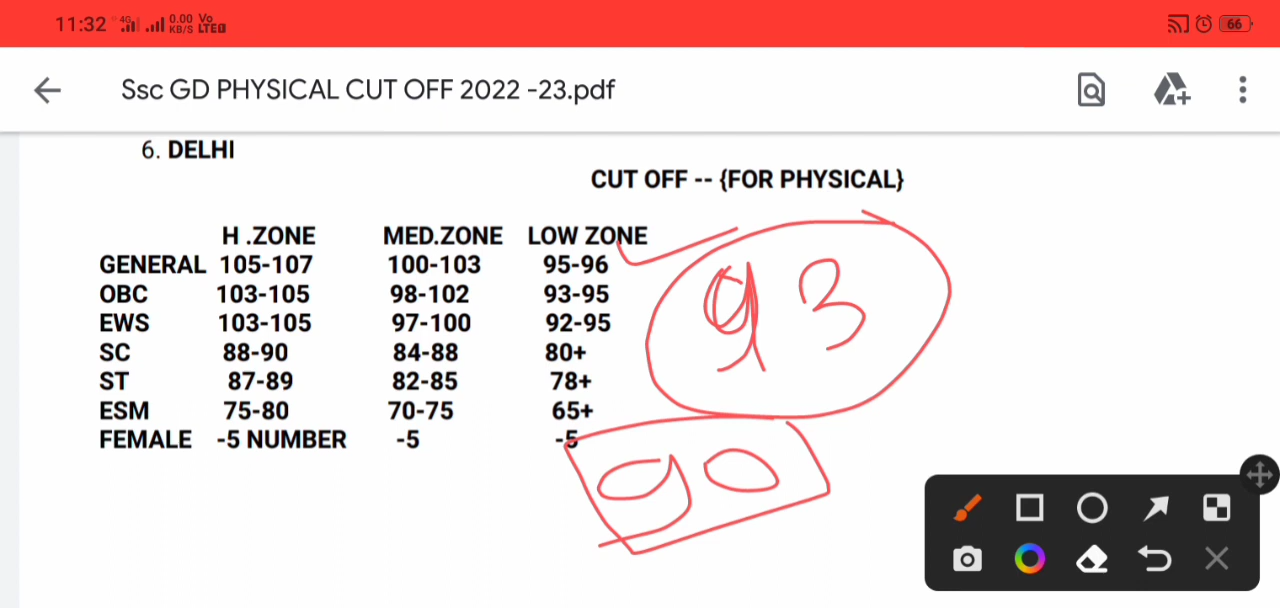 11:32 4G 0.00 KB/S Vo LTE 66
Ssc GD PHYSICAL CUT OFF 2022 -23.pdf
6. DELHI
CUT OFF -- {FOR PHYSICAL}
H .ZONE MED.ZONE LOW ZONE
GENERAL 105-107 100-103 95-96
OBC 103-105 98-102 93-95
EWS 103-105 97-100 92-95
SC 88-90 84-88 80+
ST 87-89 82-85 78+
ESM 75-80 70-75 65+
FEMALE -5 NUMBER -5 -5
93
90